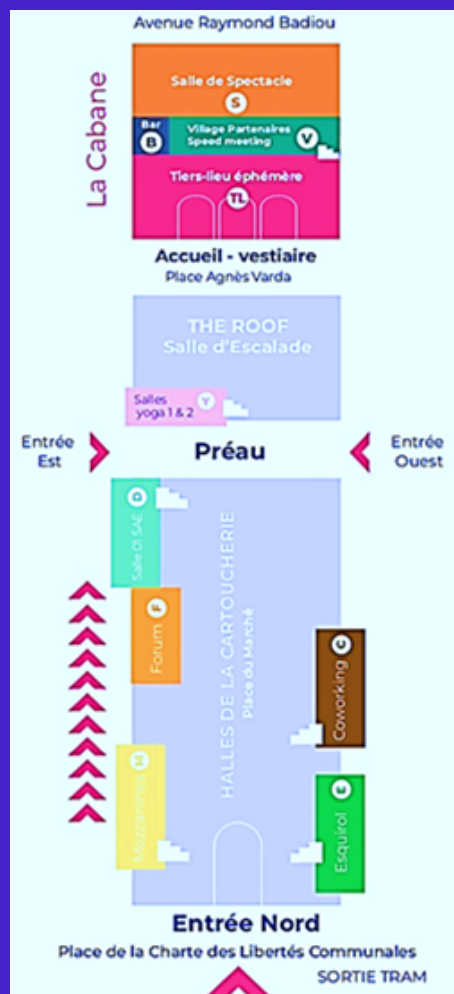 Avenue Raymond Badiou
La Cabane
Salle de Spectacle
S
Bar
B
Village Partenaires
Speed meeting
V
Tiers-lieu éphémère
TL
Accueil - vestiaire
Place Agnès Varda
THE ROOF
Salle d'Escalade
Salles
yoga 1 & 2
Y
Entrée
Est
Préau
Entrée
Ouest
Salle 01 SAE
D
Forum
F
HALLES DE LA CARTOUCHERIE
Place du Marché
Coworking
C
Mezzanines
M
Esquirol
E
Entrée Nord
Place de la Charte des Libertés Communales
SORTIE TRAM